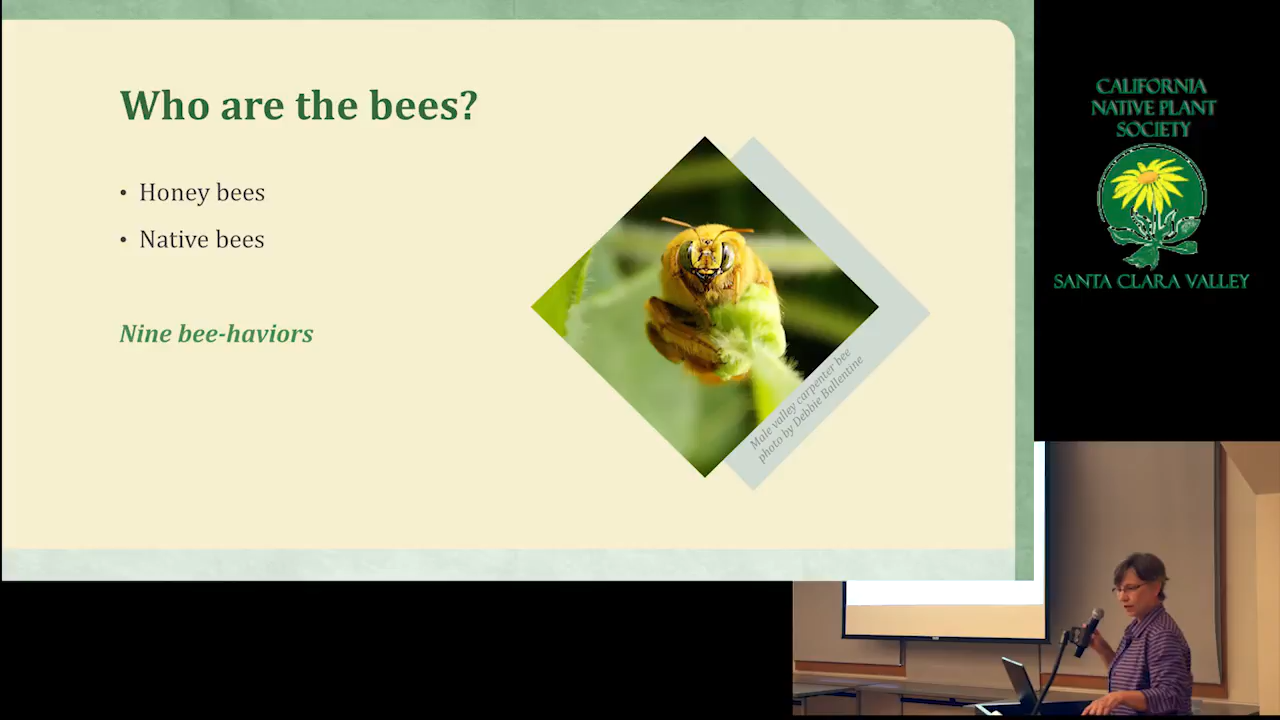 Who are the bees?
• Honey bees
• Native bees
Nine bee-haviors
Male valley carpenter bee
photo by Debbie Ballentine
CALIFORNIA
NATIVE PLANT
SOCIETY
SANTA CLARA VALLEY